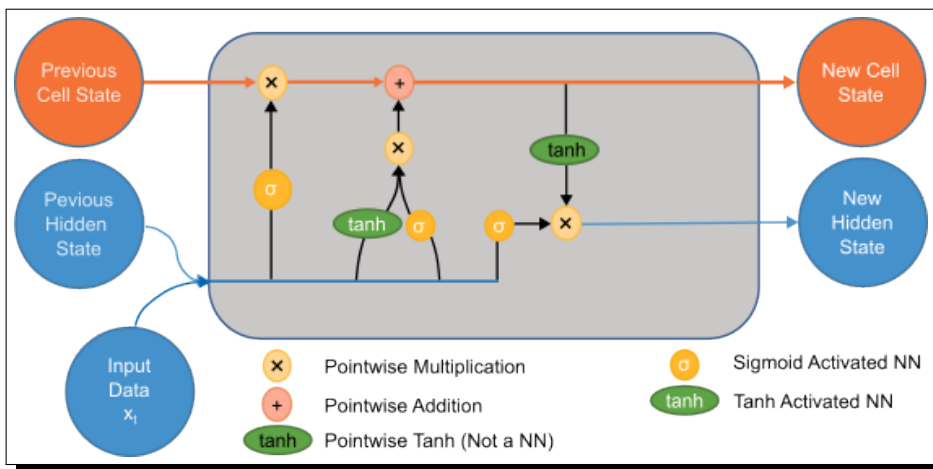 Previous
Cell State
New Cell
State
×
+
tanh
×
σ
Pevious
Hidden
State
tanh
σ
σ
×
New
Hidden
State
Input
Data
xt
×
Pointwise Multiplication
+
Pointwise Addition
tanh
Pointwise Tanh (Not a NN)
σ
Sigmoid Activated NN
tanh
Tanh Activated NN